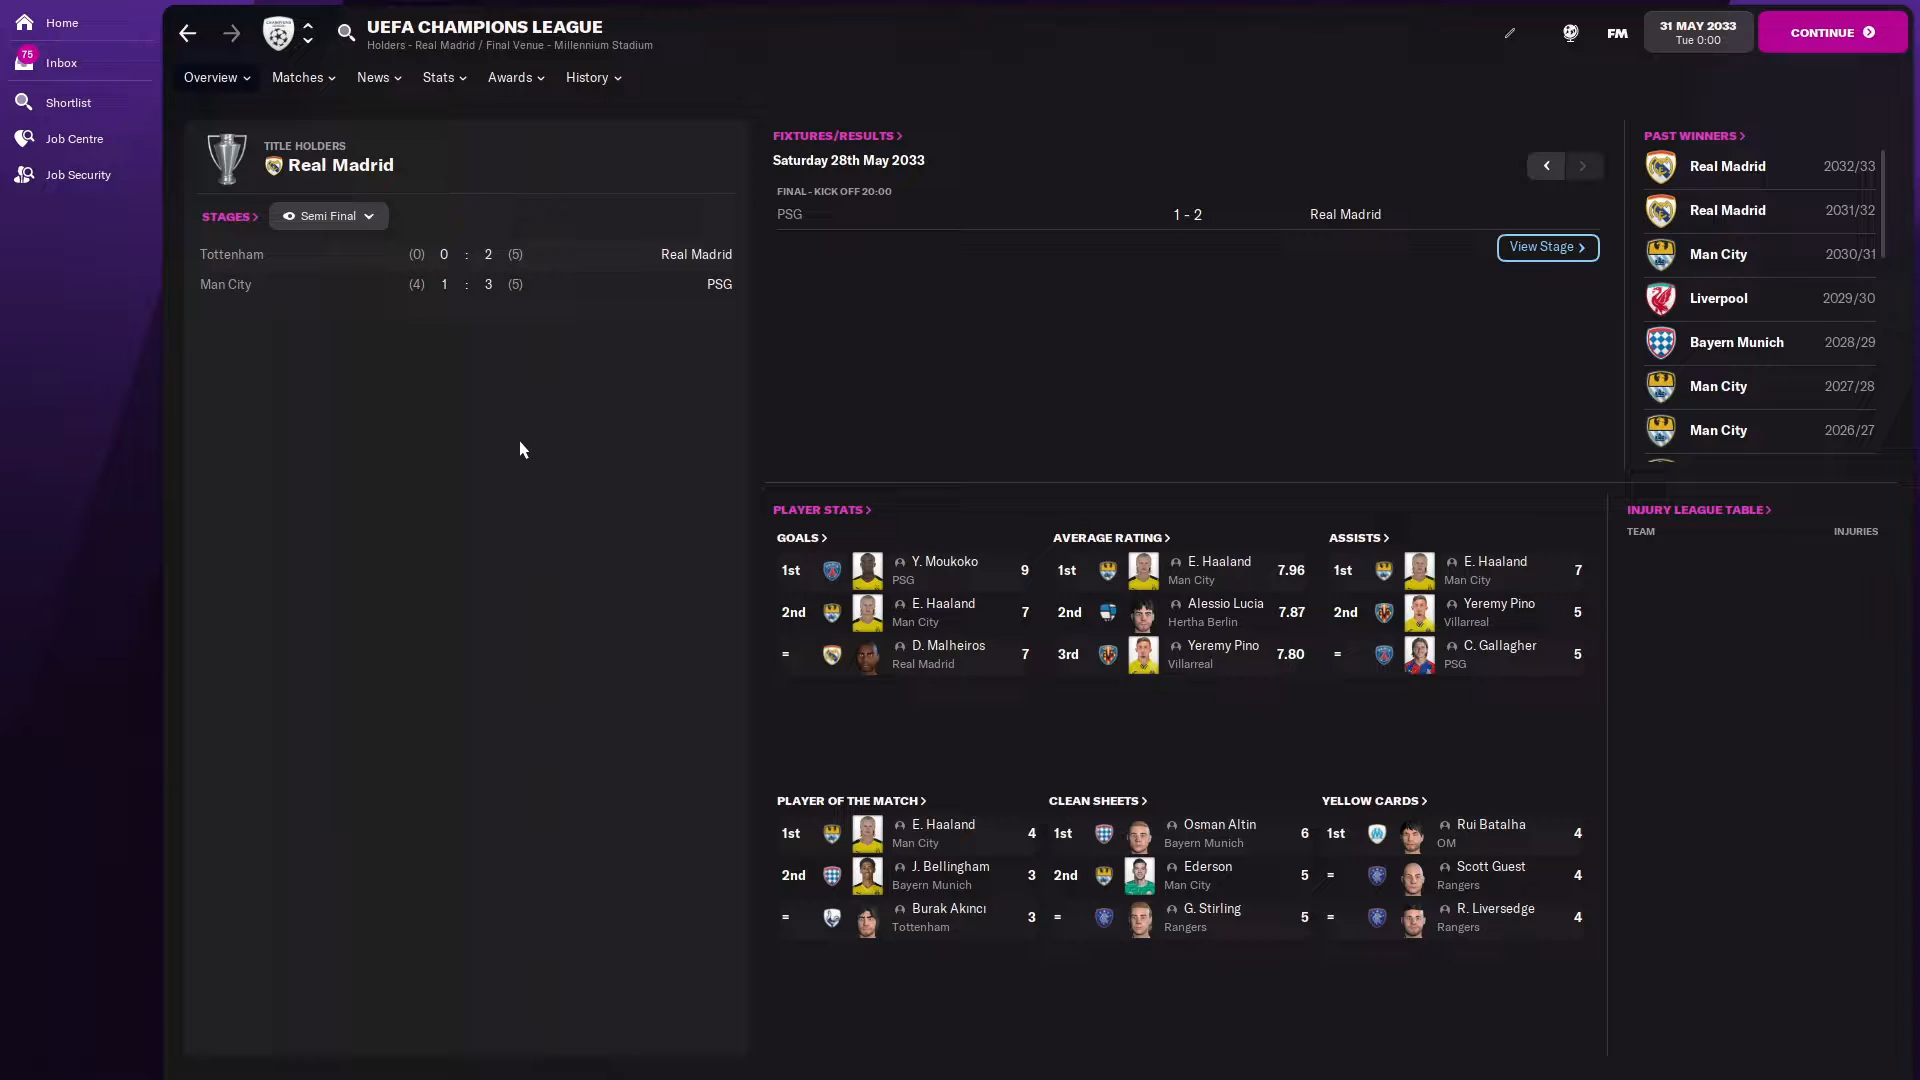 Home
75
Inbox
Shortlist
Job Centre
Job Security
UEFA CHAMPIONS LEAGUE
Holders - Real Madrid / Final Venue - Millennium Stadium
FM
31 MAY 2033
Tue 0:00
CONTINUE
Overview
Matches
News
Stats
Awards
History
TITLE HOLDERS
Real Madrid
STAGES
Semi Final
Tottenham (0) 0 : 2 (5) Real Madrid
Man City (4) 1 : 3 (5) PSG
FIXTURES/RESULTS
Saturday 28th May 2033
FINAL - KICK OFF 20:00
PSG 1 - 2 Real Madrid
View Stage
PAST WINNERS
Real Madrid 2032/33
Real Madrid 2031/32
Man City 2030/31
Liverpool 2029/30
Bayern Munich 2028/29
Man City 2027/28
Man City 2026/27
PLAYER STATS
GOALS
1st Y. Moukoko 9
PSG
2nd E. Haaland 7
Man City
= D. Malheiros 7
Real Madrid
AVERAGE RATING
1st E. Haaland 7.96
Man City
2nd Alessio Lucia 7.87
Hertha Berlin
3rd Yeremy Pino 7.80
Villarreal
ASSISTS
1st E. Haaland 7
Man City
2nd Yeremy Pino 5
Villarreal
= C. Gallagher 5
PSG
INJURY LEAGUE TABLE
TEAM INJURIES
PLAYER OF THE MATCH
1st E. Haaland 4
Man City
2nd J. Bellingham 3
Bayern Munich
= Burak Akıncı 3
Tottenham
CLEAN SHEETS
1st Osman Altin 6
Bayern Munich
2nd Ederson 5
Man City
= G. Stirling 5
Rangers
YELLOW CARDS
1st Rui Batalha 4
OM
= Scott Guest 4
Rangers
= R. Liversedge 4
Rangers